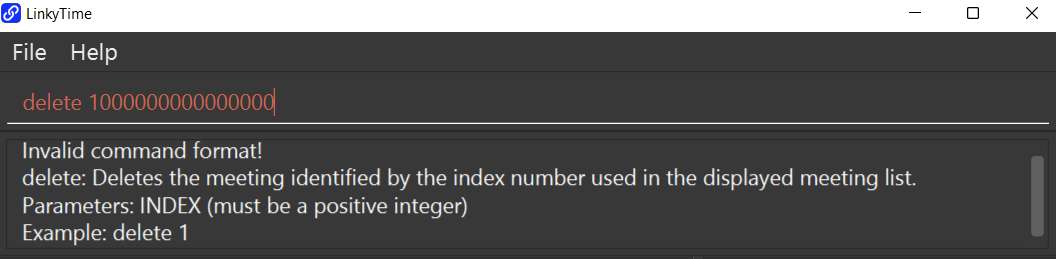 LinkyTime
File Help
delete 1000000000000000
Invalid command format!
delete: Deletes the meeting identified by the index number used in the displayed meeting list.
Parameters: INDEX (must be a positive integer)
Example: delete 1